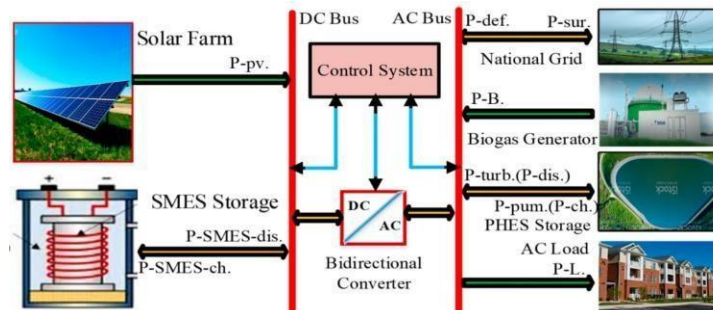 DC Bus
AC Bus
P-def.
P-sur.
Solar Farm
P-pv.
Control System
National Grid
P-B.
Biogas Generator
P-turb.(P-dis.)
SMES Storage
DC
AC
P-pum.(P-ch.)
PHES Storage
P-SMES-dis.
P-SMES-ch.
Bidirectional
Converter
AC Load
P-L.
+
−
iStock